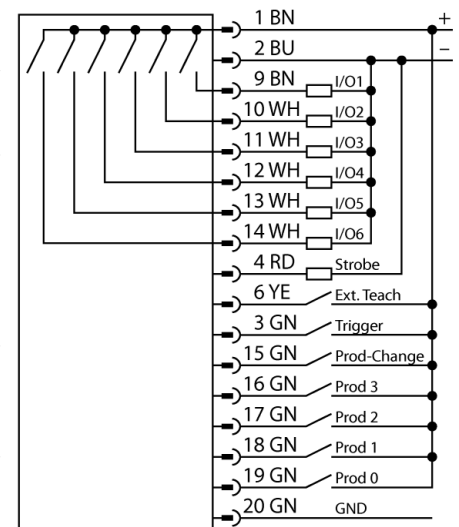 1 BN +
2 BU −
9 BN I/O1
10 WH I/O2
11 WH I/O3
12 WH I/O4
13 WH I/O5
14 WH I/O6
4 RD Strobe
6 YE Ext. Teach
3 GN Trigger
15 GN Prod-Change
16 GN Prod 3
17 GN Prod 2
18 GN Prod 1
19 GN Prod 0
20 GN GND